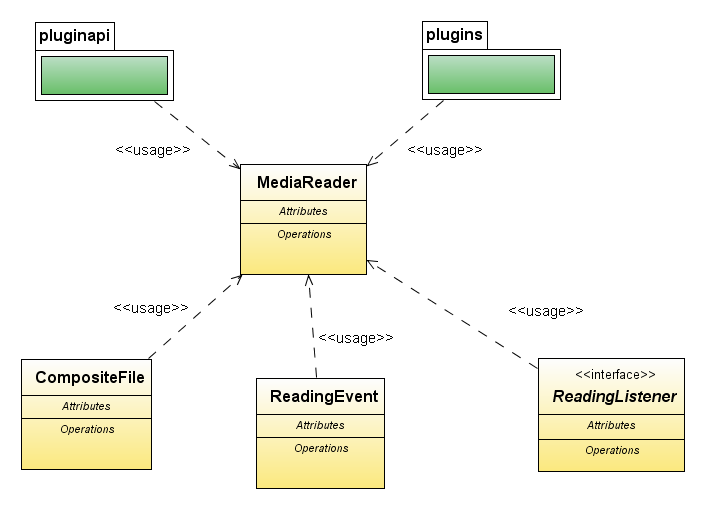 pluginapi
plugins
<<usage>>
<<usage>>
MediaReader
Attributes
Operations
<<usage>>
<<usage>>
<<usage>>
CompositeFile
Attributes
Operations
ReadingEvent
Attributes
Operations
<<interface>>
ReadingListener
Attributes
Operations